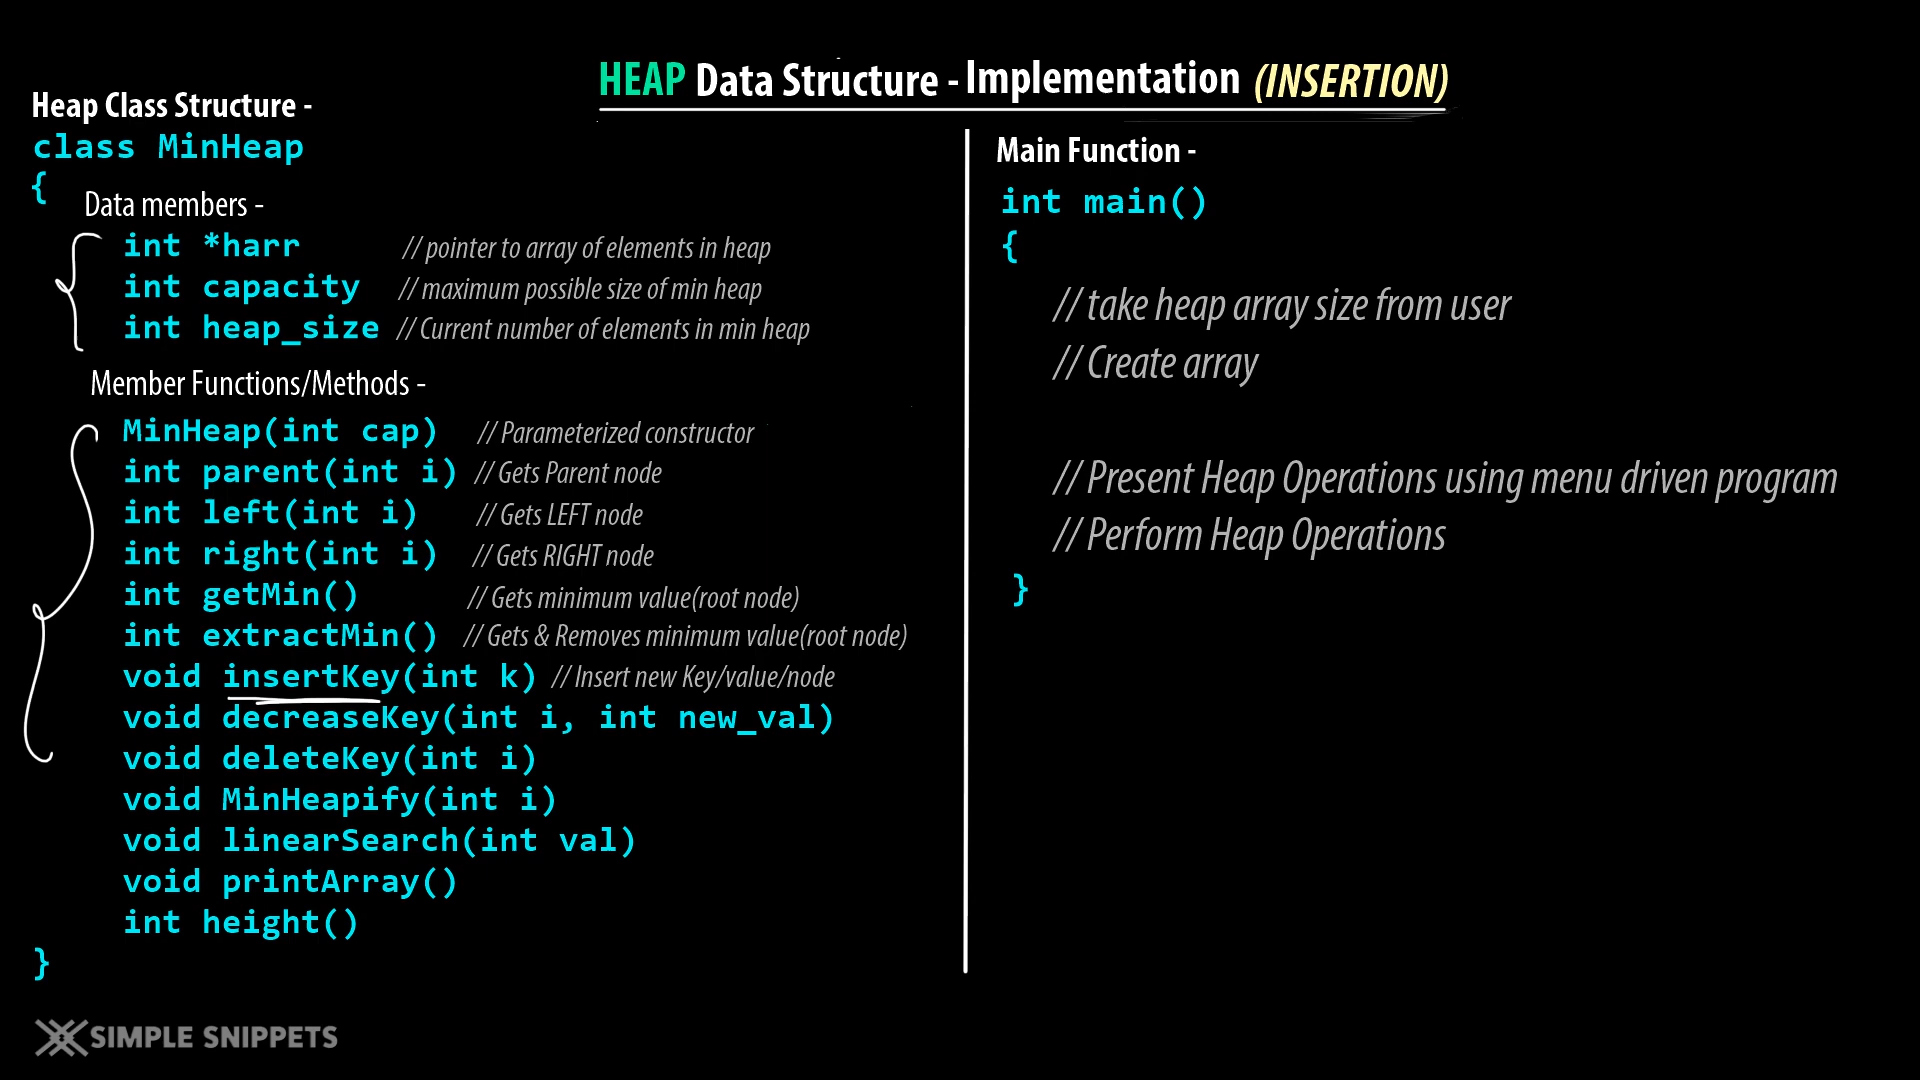 HEAP Data Structure - Implementation (INSERTION)
Heap Class Structure -
class MinHeap
{
Data members -
int *harr // pointer to array of elements in heap
int capacity // maximum possible size of min heap
int heap_size // Current number of elements in min heap
Member Functions/Methods -
MinHeap(int cap) // Parameterized constructor
int parent(int i) // Gets Parent node
int left(int i) // Gets LEFT node
int right(int i) // Gets RIGHT node
int getMin() // Gets minimum value(root node)
int extractMin() // Gets & Removes minimum value(root node)
void insertKey(int k) // Insert new Key/value/node
void decreaseKey(int i, int new_val)
void deleteKey(int i)
void MinHeapify(int i)
void linearSearch(int val)
void printArray()
int height()
}
Main Function -
int main()
{
// take heap array size from user
// Create array
// Present Heap Operations using menu driven program
// Perform Heap Operations
}
SIMPLE SNIPPETS